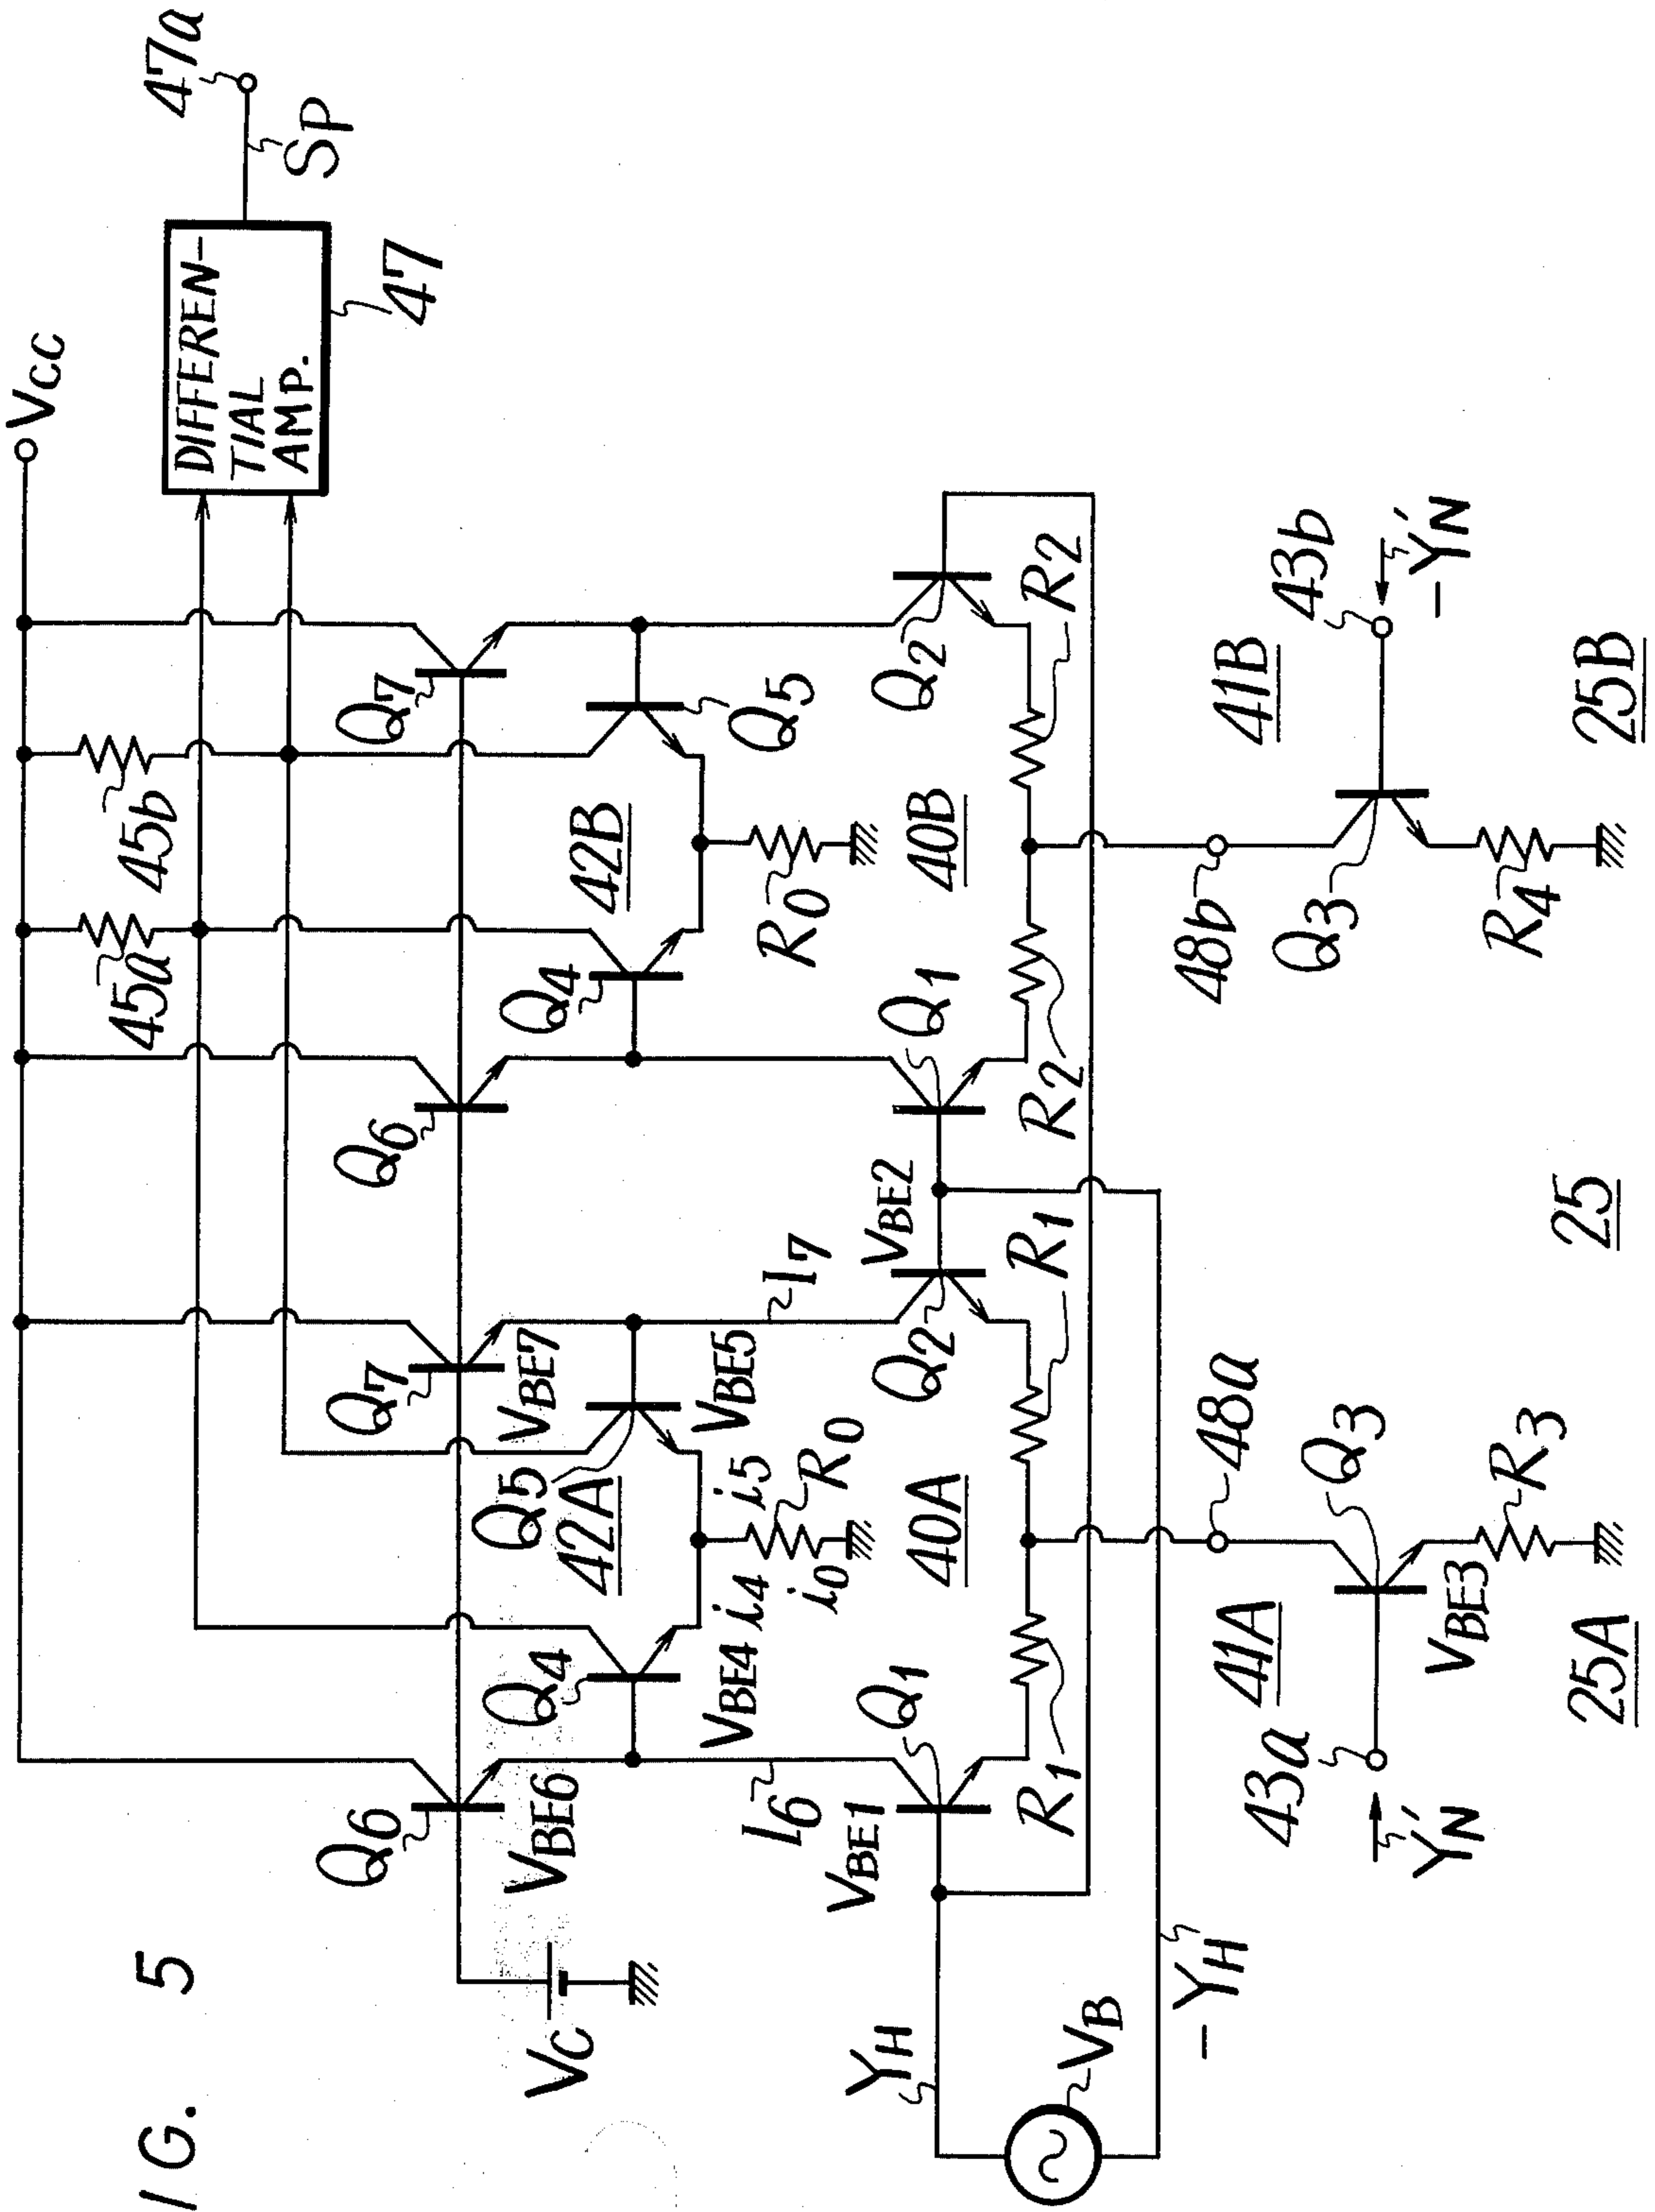 FIG. 5
Vcc
47a
SP
DIFFEREN-
TIAL
AMP.
47
45a
45b
Q6
VBE6
Q7
VBE7
Q6
Q7
VC
Q4
VBE4
i4
Q5
VBE5
i5
42A
R0
i0
Q4
Q5
42B
R0
I6
I7
YH
VB
-YH
Q1
VBE1
Q2
VBE2
Q1
Q2
R1
R1
40A
R2
R2
40B
48a
48b
41A
41B
43a
Y'N
43b
-Y'N
Q3
VBE3
R3
Q3
R4
25A
25
25B